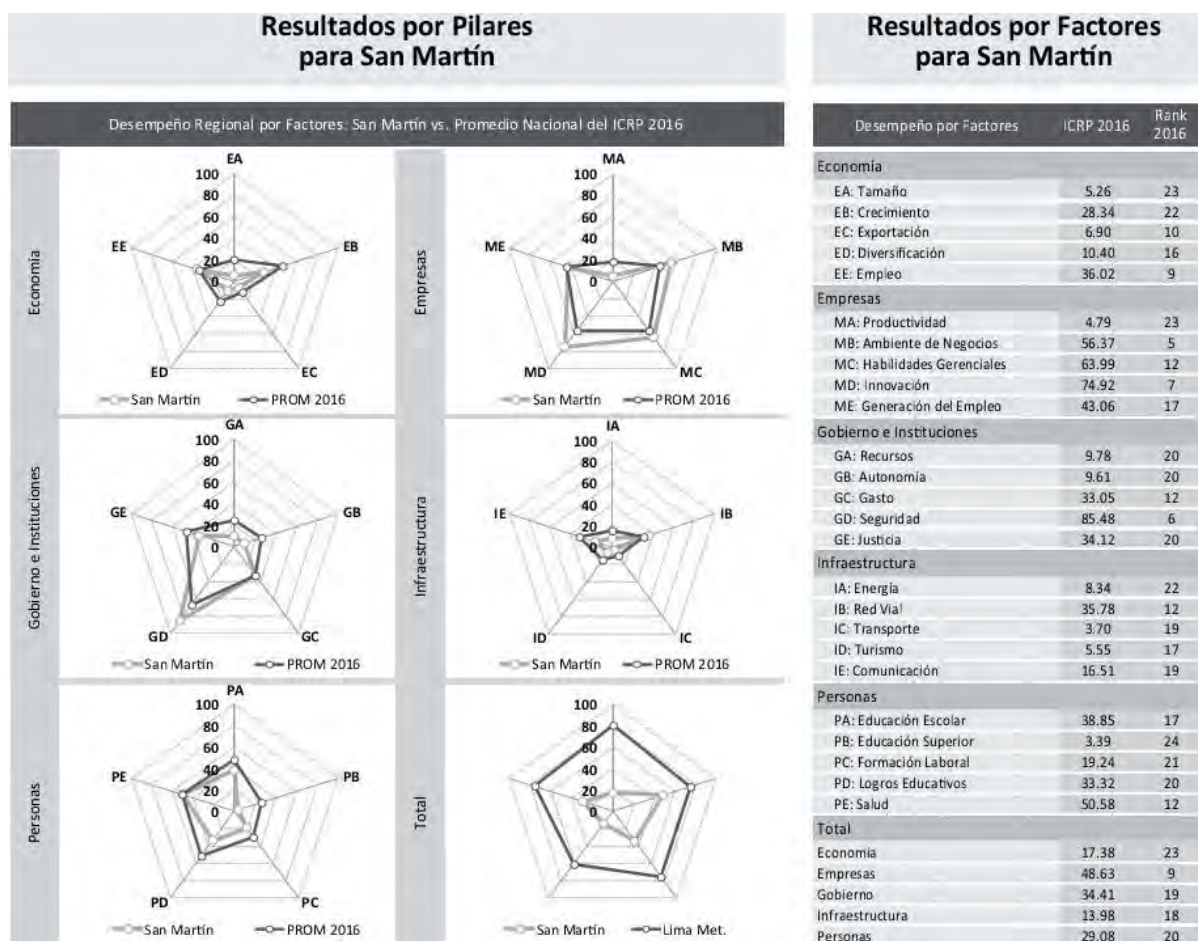 Resultados por Pilares
para San Martín
Desempeño Regional por Factores: San Martín vs. Promedio Nacional del ICRP 2016
Economía
EA
100
80
60
40
20
0
EB
EC
ED
EE
San Martín
PROM 2016
Empresas
MA
100
80
60
40
20
0
MB
MC
MD
ME
San Martín
PROM 2016
Gobierno e Instituciones
GA
100
80
60
40
20
0
GB
GC
GD
GE
San Martín
PROM 2016
Infraestructura
IA
100
80
60
40
20
0
IB
IC
ID
IE
San Martín
PROM 2016
Personas
PA
100
80
60
40
20
0
PB
PC
PD
PE
San Martín
PROM 2016
Total
100
80
60
40
20
0
San Martín
Lima Met.
Resultados por Factores
para San Martín
Desempeño por Factores ICRP 2016 Rank
2016
Economía
EA: Tamaño 5.26 23
EB: Crecimiento 28.34 22
EC: Exportación 6.90 10
ED: Diversificación 10.40 16
EE: Empleo 36.02 9
Empresas
MA: Productividad 4.79 23
MB: Ambiente de Negocios 56.37 5
MC: Habilidades Gerenciales 63.99 12
MD: Innovación 74.92 7
ME: Generación del Empleo 43.06 17
Gobierno e Instituciones
GA: Recursos 9.78 20
GB: Autonomía 9.61 20
GC: Gasto 33.05 12
GD: Seguridad 85.48 6
GE: Justicia 34.12 20
Infraestructura
IA: Energía 8.34 22
IB: Red Vial 35.78 12
IC: Transporte 3.70 19
ID: Turismo 5.55 17
IE: Comunicación 16.51 19
Personas
PA: Educación Escolar 38.85 17
PB: Educación Superior 3.39 24
PC: Formación Laboral 19.24 21
PD: Logros Educativos 33.32 20
PE: Salud 50.58 12
Total
Economía 17.38 23
Empresas 48.63 9
Gobierno 34.41 19
Infraestructura 13.98 18
Personas 29.08 20